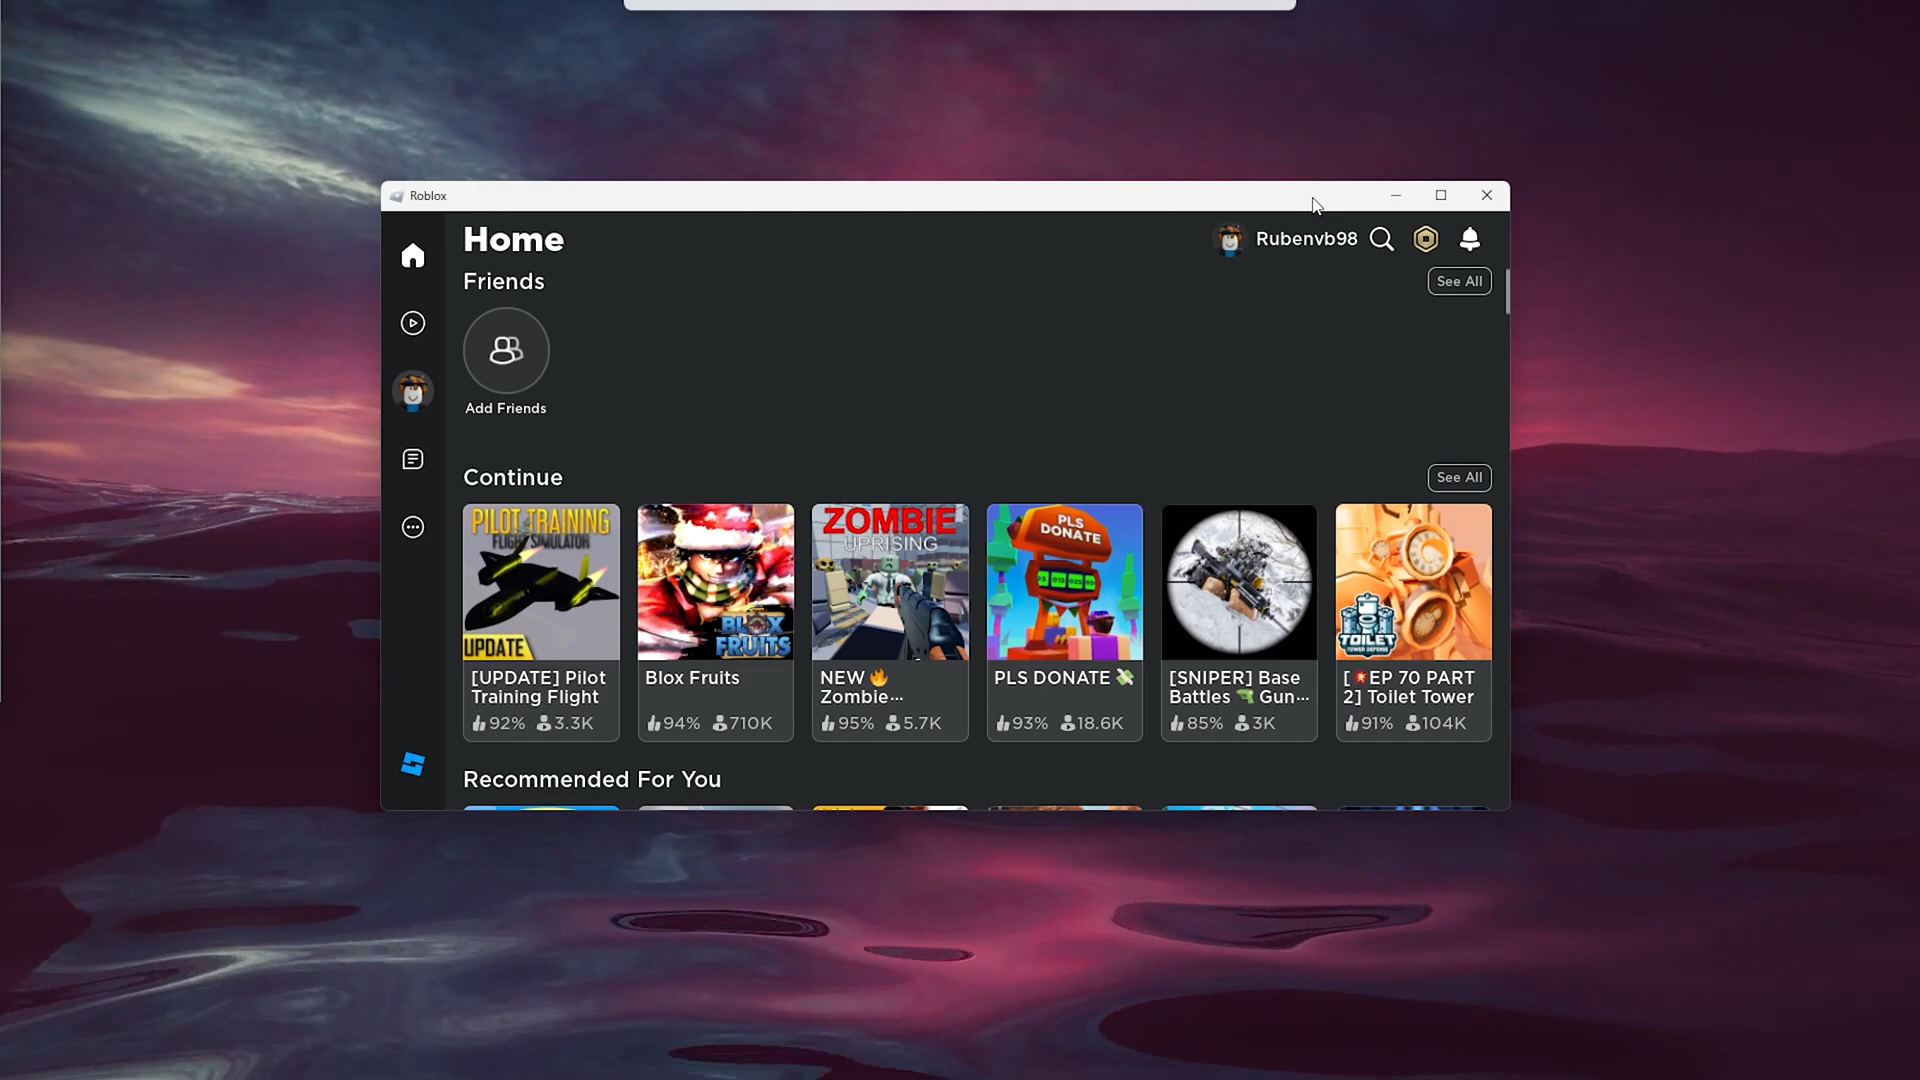 Roblox
Home
Rubenvb98
Friends
See All
Add Friends
Continue
See All
PILOT TRAINING
FLIGHT SIMULATOR
UPDATE
[UPDATE] Pilot
Training Flight
92% 3.3K
BLOX
FRUITS
Blox Fruits
94% 710K
ZOMBIE
UPRISING
NEW 🔥
Zombie...
95% 5.7K
PLS
DONATE
PLS DONATE 💸
93% 18.6K
[SNIPER] Base
Battles 🔫 Gun...
85% 3K
TOILET
TOWER DEFENSE
[💥EP 70 PART
2] Toilet Tower
91% 104K
Recommended For You